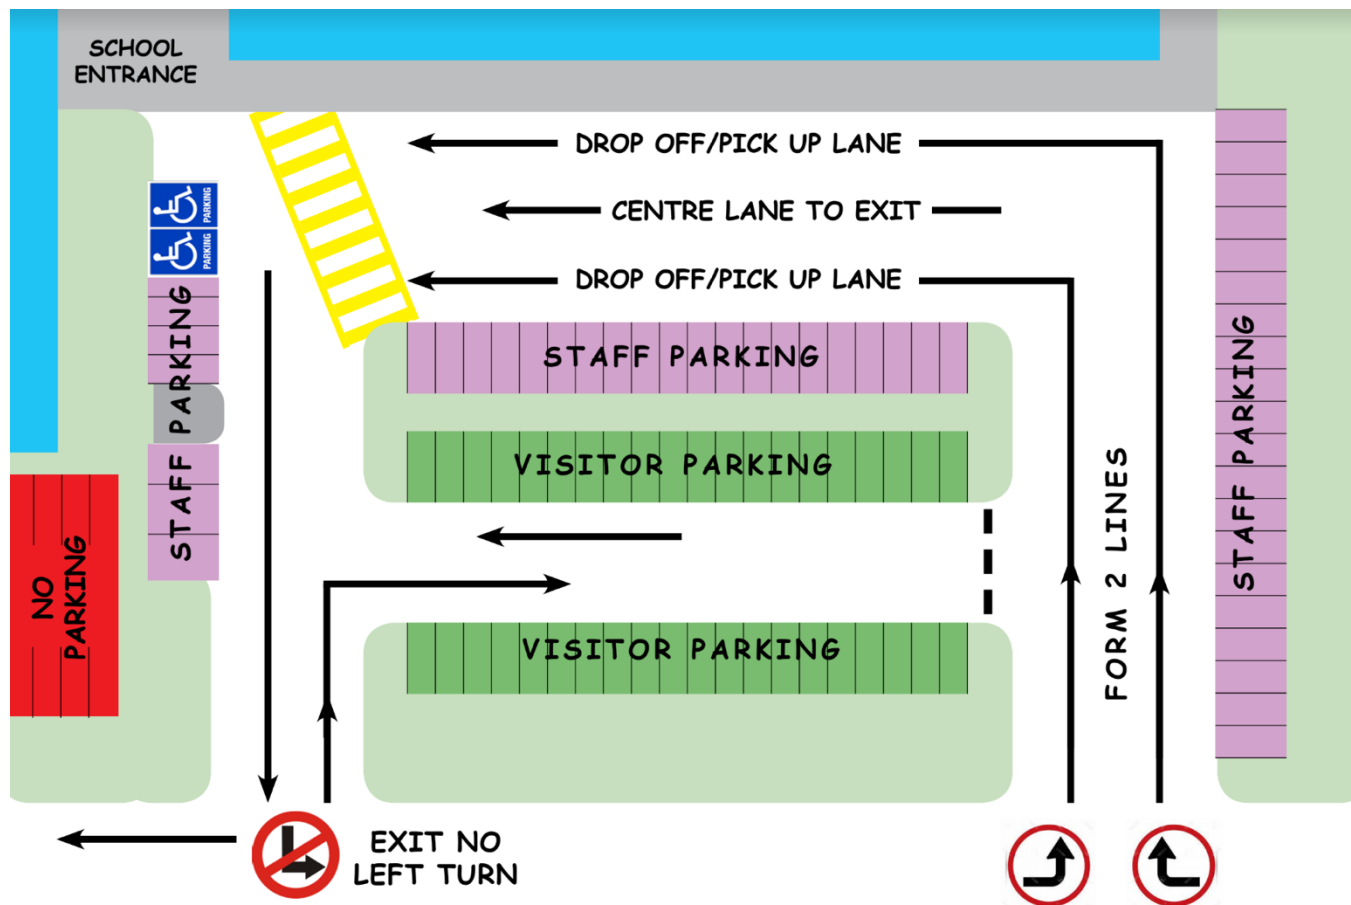 SCHOOL
ENTRANCE
DROP OFF/PICK UP LANE
CENTRE LANE TO EXIT
DROP OFF/PICK UP LANE
PARKING
PARKING
STAFF PARKING
STAFF PARKING
VISITOR PARKING
STAFF PARKING
NO
PARKING
VISITOR PARKING
FORM 2 LINES
STAFF PARKING
EXIT NO
LEFT TURN